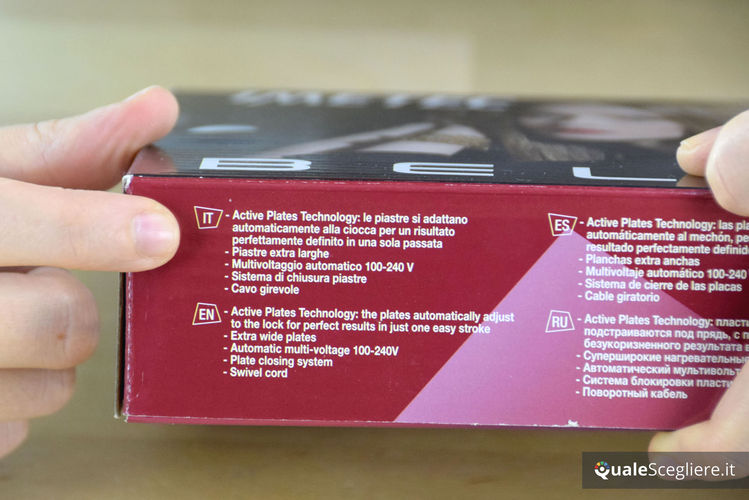 IMETEC
BEL
IT - Active Plates Technology: le piastre si adattano
automaticamente alla ciocca per un risultato
perfettamente definito in una sola passata
- Piastre extra larghe
- Multivoltaggio automatico 100-240 V
- Sistema di chiusura piastre
- Cavo girevole
EN - Active Plates Technology: the plates automatically adjust
to the lock for perfect results in just one easy stroke
- Extra wide plates
- Automatic multi-voltage 100-240V
- Plate closing system
- Swivel cord
ES - Active Plates Technology: las
automáticamente al mechón,
resultado perfectamente
- Planchas extra anchas
- Multivoltaje automático 100-240
- Sistema de cierre de las placas
- Cable giratorio
RU - Active Plates Technology:
подстраиваются под прядь, с
безукоризненного результата в
- Суперширокие
- Автоматический
- Система блокировки
- Поворотный кабель
QualeScegliere.it